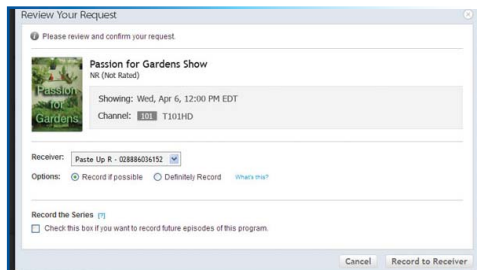 Review Your Request
Please review and confirm your request.
Passion for Gardens Show
NR (Not Rated)
Passion
for
Gardens
Showing: Wed, Apr 6, 12:00 PM EDT
Channel: 101 T101HD
Receiver: Paste Up R - 028886036152
Options: Record if possible Definitely Record What's this?
Record the Series [?]
Check this box if you want to record future episodes of this program.
Cancel Record to Receiver